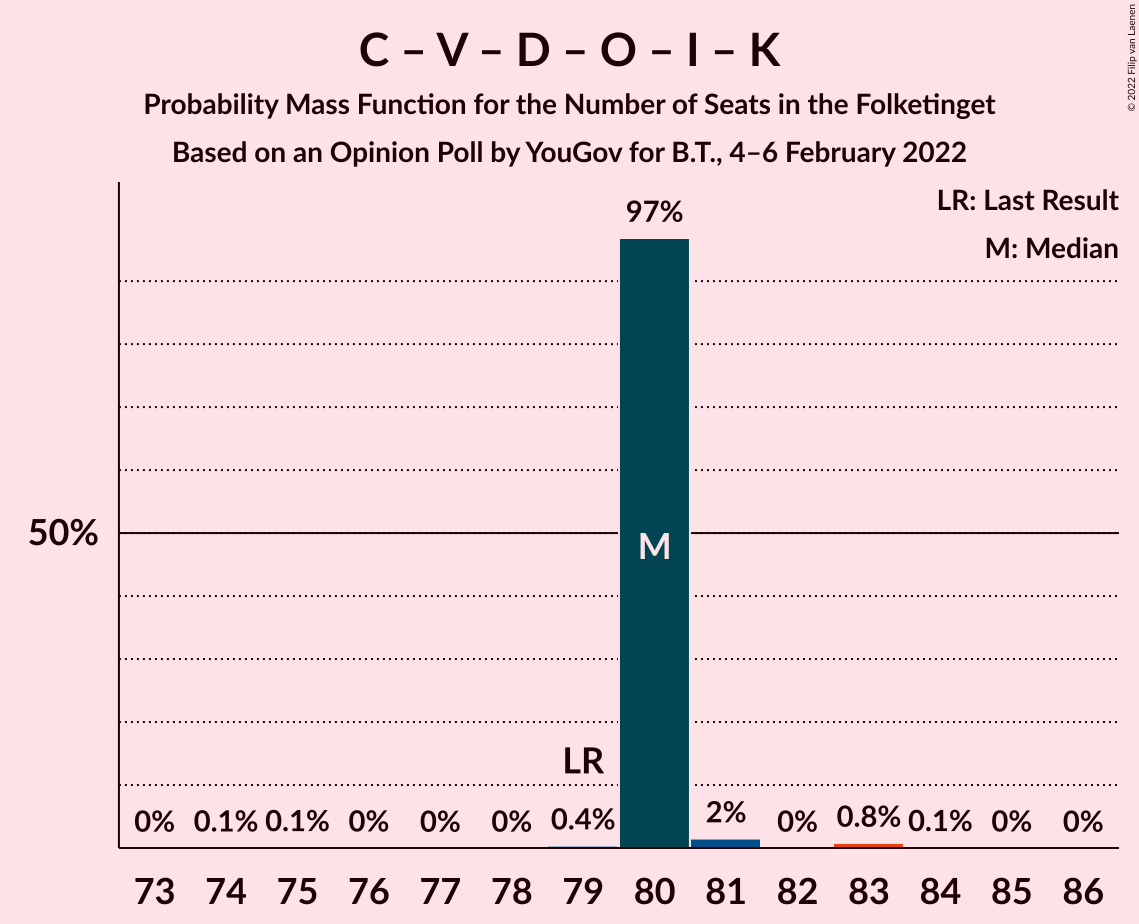 C – V – D – O – I – K
Probability Mass Function for the Number of Seats in the Folketinget
Based on an Opinion Poll by YouGov for B.T., 4–6 February 2022
© 2022 Filip van Laenen
LR: Last Result
M: Median
97%
50%
M
LR
0% 0.1% 0.1% 0% 0% 0% 0.4% 2% 0% 0.8% 0.1% 0% 0%
73 74 75 76 77 78 79 80 81 82 83 84 85 86